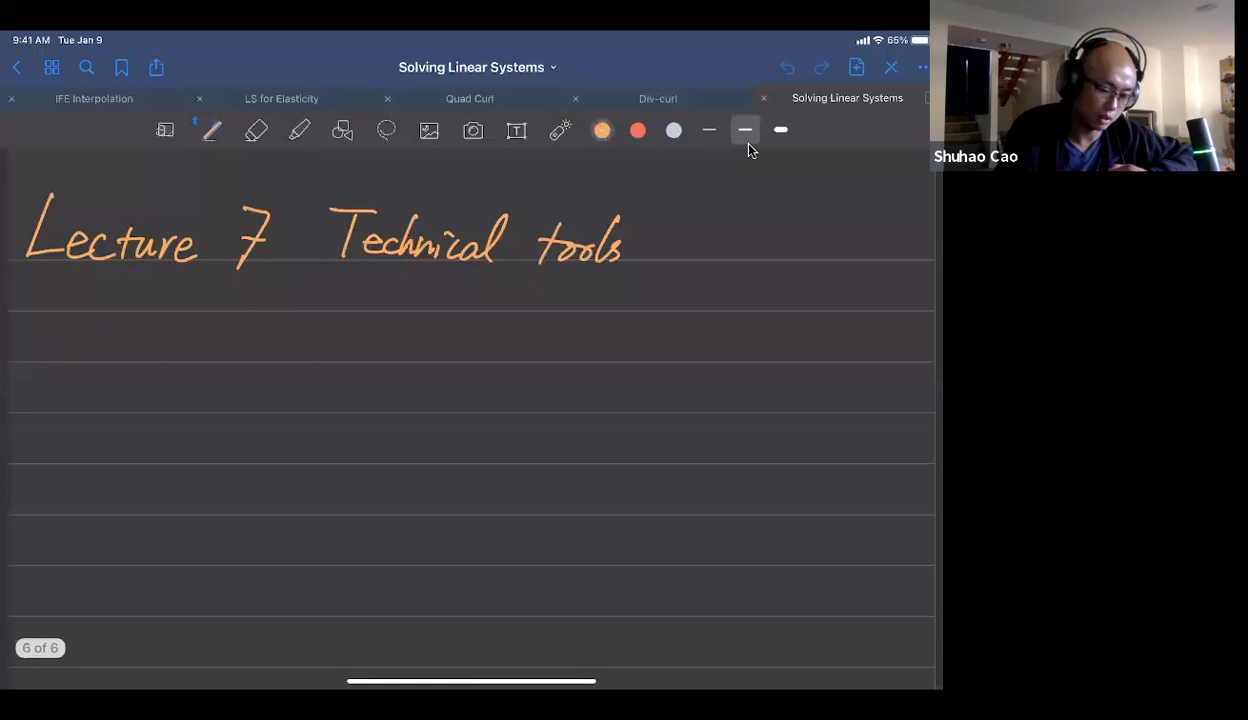 9:41 AM Tue Jan 9
65%
Solving Linear Systems
IFE Interpolation
LS for Elasticity
Quad Curl
Div-curl
Solving Linear Systems
Shuhao Cao
Lecture 7 Technical tools
6 of 6